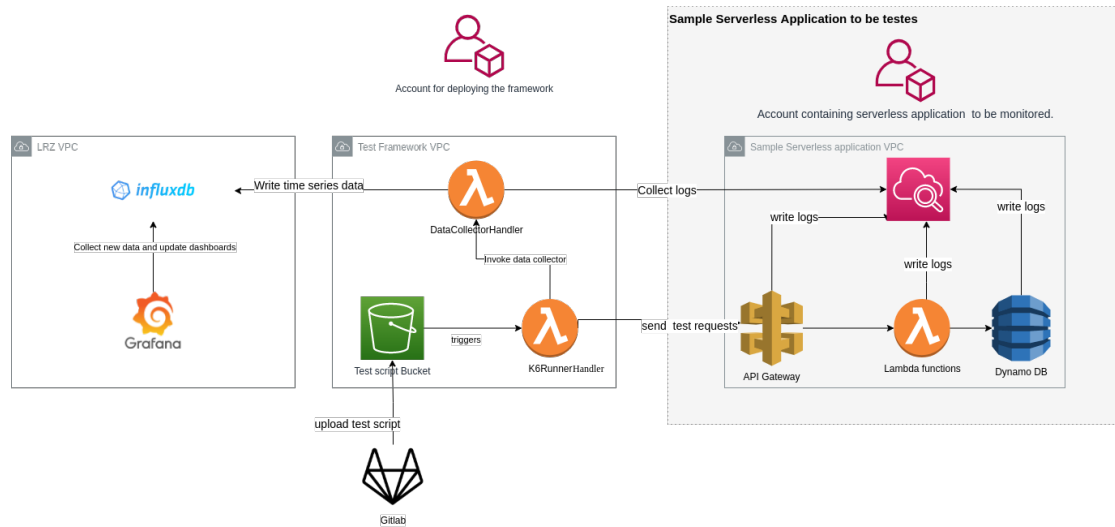 Sample Serverless Application to be testes
Account for deploying the framework
Account containing serverless application to be monitored.
LRZ VPC
Test Framework VPC
Sample Serverless application VPC
influxdb
Write time series data
Collect logs
write logs
write logs
DataCollectorHandler
Collect new data and update dashboards
Invoke data collector
write logs
Grafana
send test requests
triggers
Test script Bucket
K6RunnerHandler
API Gateway
Lambda functions
Dynamo DB
upload test script
Gitlab